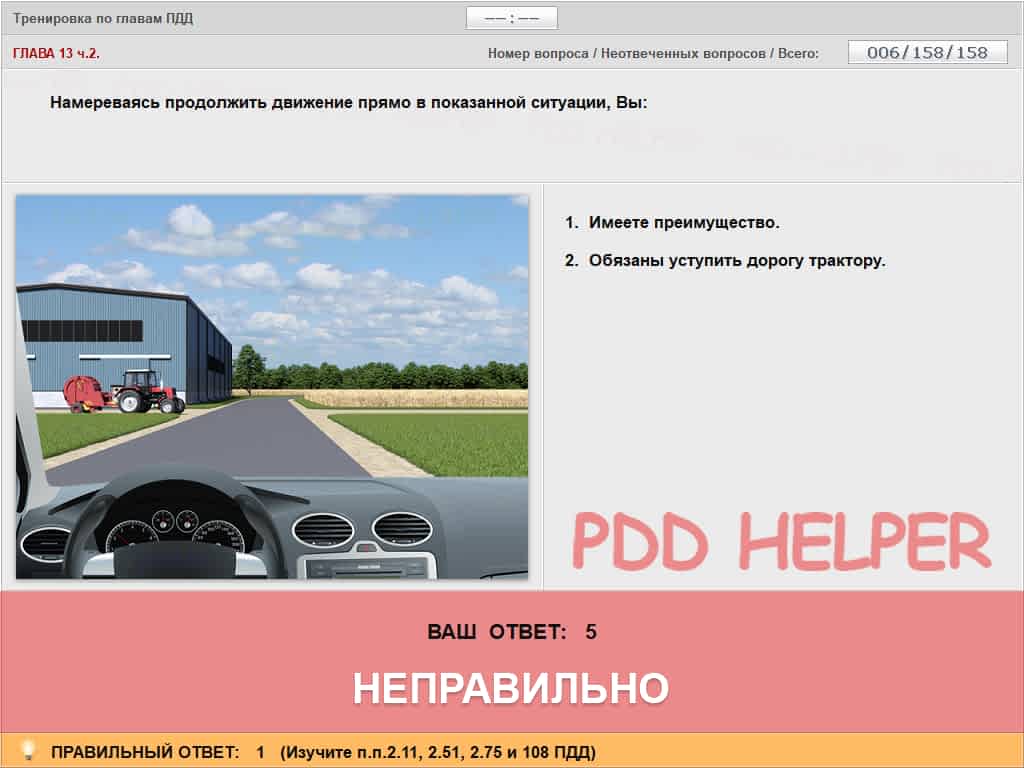 Тренировка по главам ПДД
—— : ——
ГЛАВА 13 ч.2.
Номер вопроса / Неотвеченных вопросов / Всего: 006/158/158
Намереваясь продолжить движение прямо в показанной ситуации, Вы:
1. Имеете преимущество.
2. Обязаны уступить дорогу трактору.
PDD HELPER
ВАШ ОТВЕТ: 5
НЕПРАВИЛЬНО
ПРАВИЛЬНЫЙ ОТВЕТ: 1 (Изучите п.п.2.11, 2.51, 2.75 и 108 ПДД)